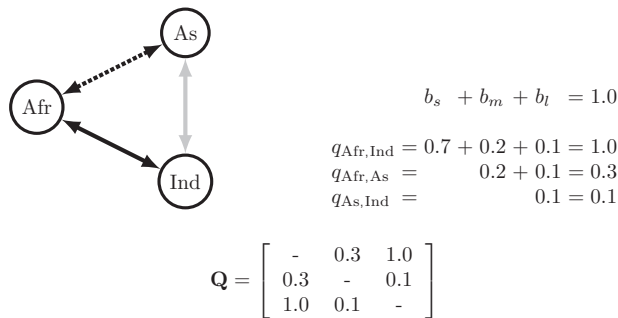 As
Afr
Ind
b_s + b_m + b_l = 1.0
q_Afr,Ind = 0.7 + 0.2 + 0.1 = 1.0
q_Afr,As = 0.2 + 0.1 = 0.3
q_As,Ind = 0.1 = 0.1
Q = [ - 0.3 1.0
0.3 - 0.1
1.0 0.1 - ]